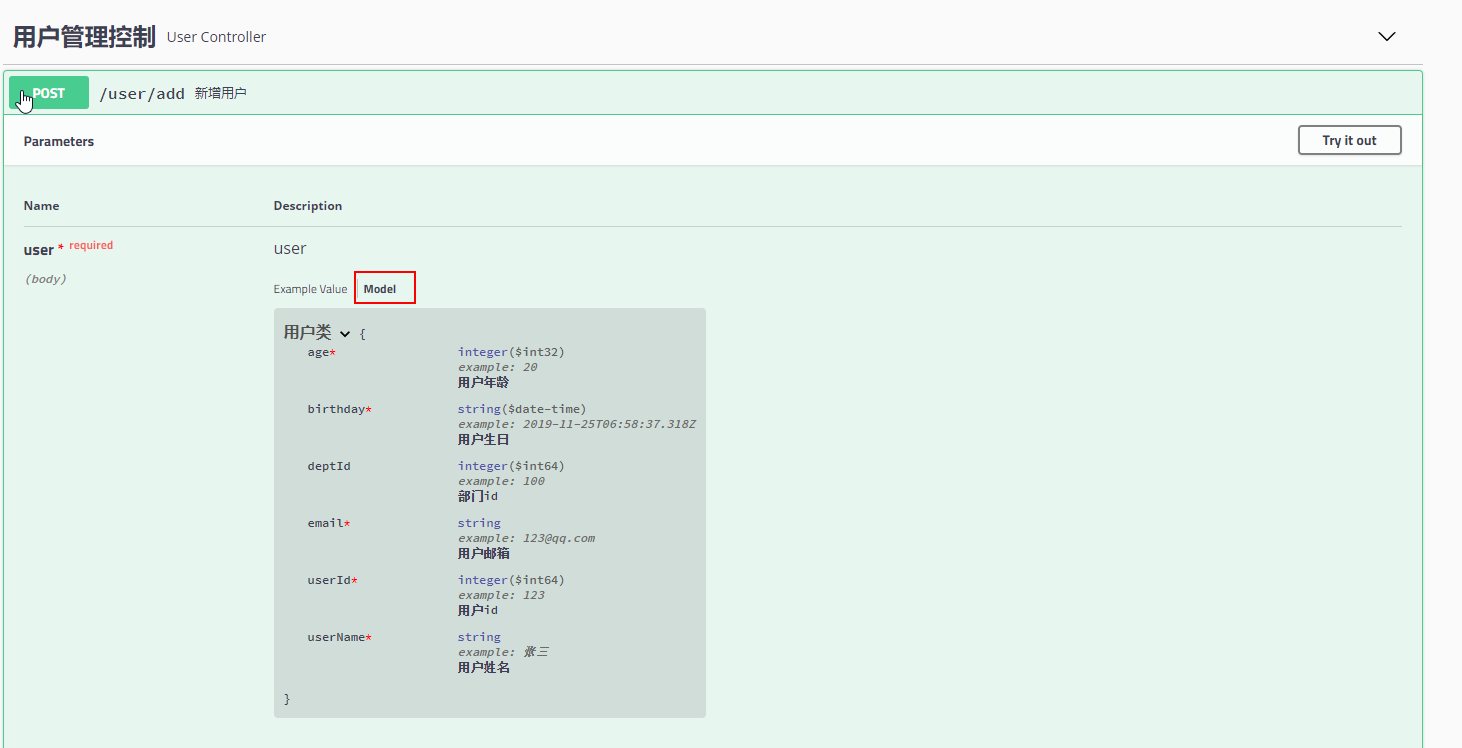 用户管理控制 User Controller
POST /user/add 新增用户
Parameters Try it out
Name Description
user * required user
(body)
Example Value Model
用户类 {
age* integer($int32)
example: 20
用户年龄
birthday* string($date-time)
example: 2019-11-25T06:58:37.318Z
用户生日
deptId integer($int64)
example: 100
部门id
email* string
example: 123@qq.com
用户邮箱
userId* integer($int64)
example: 123
用户id
userName* string
example: 张三
用户姓名
}